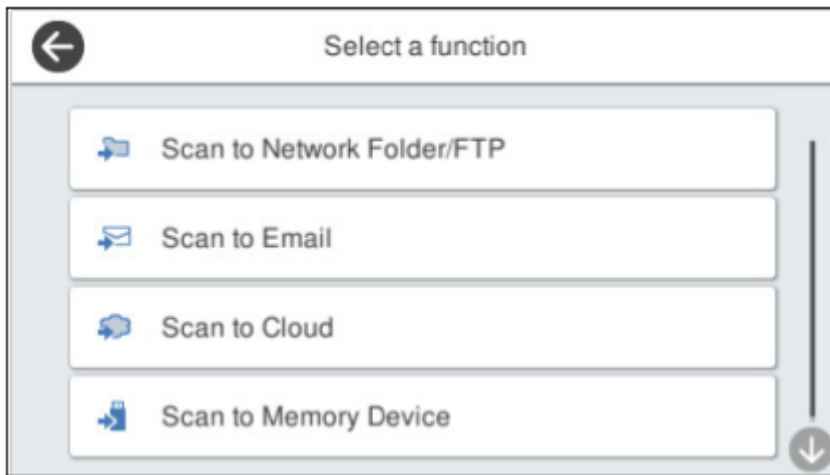 Select a function
Scan to Network Folder/FTP
Scan to Email
Scan to Cloud
Scan to Memory Device